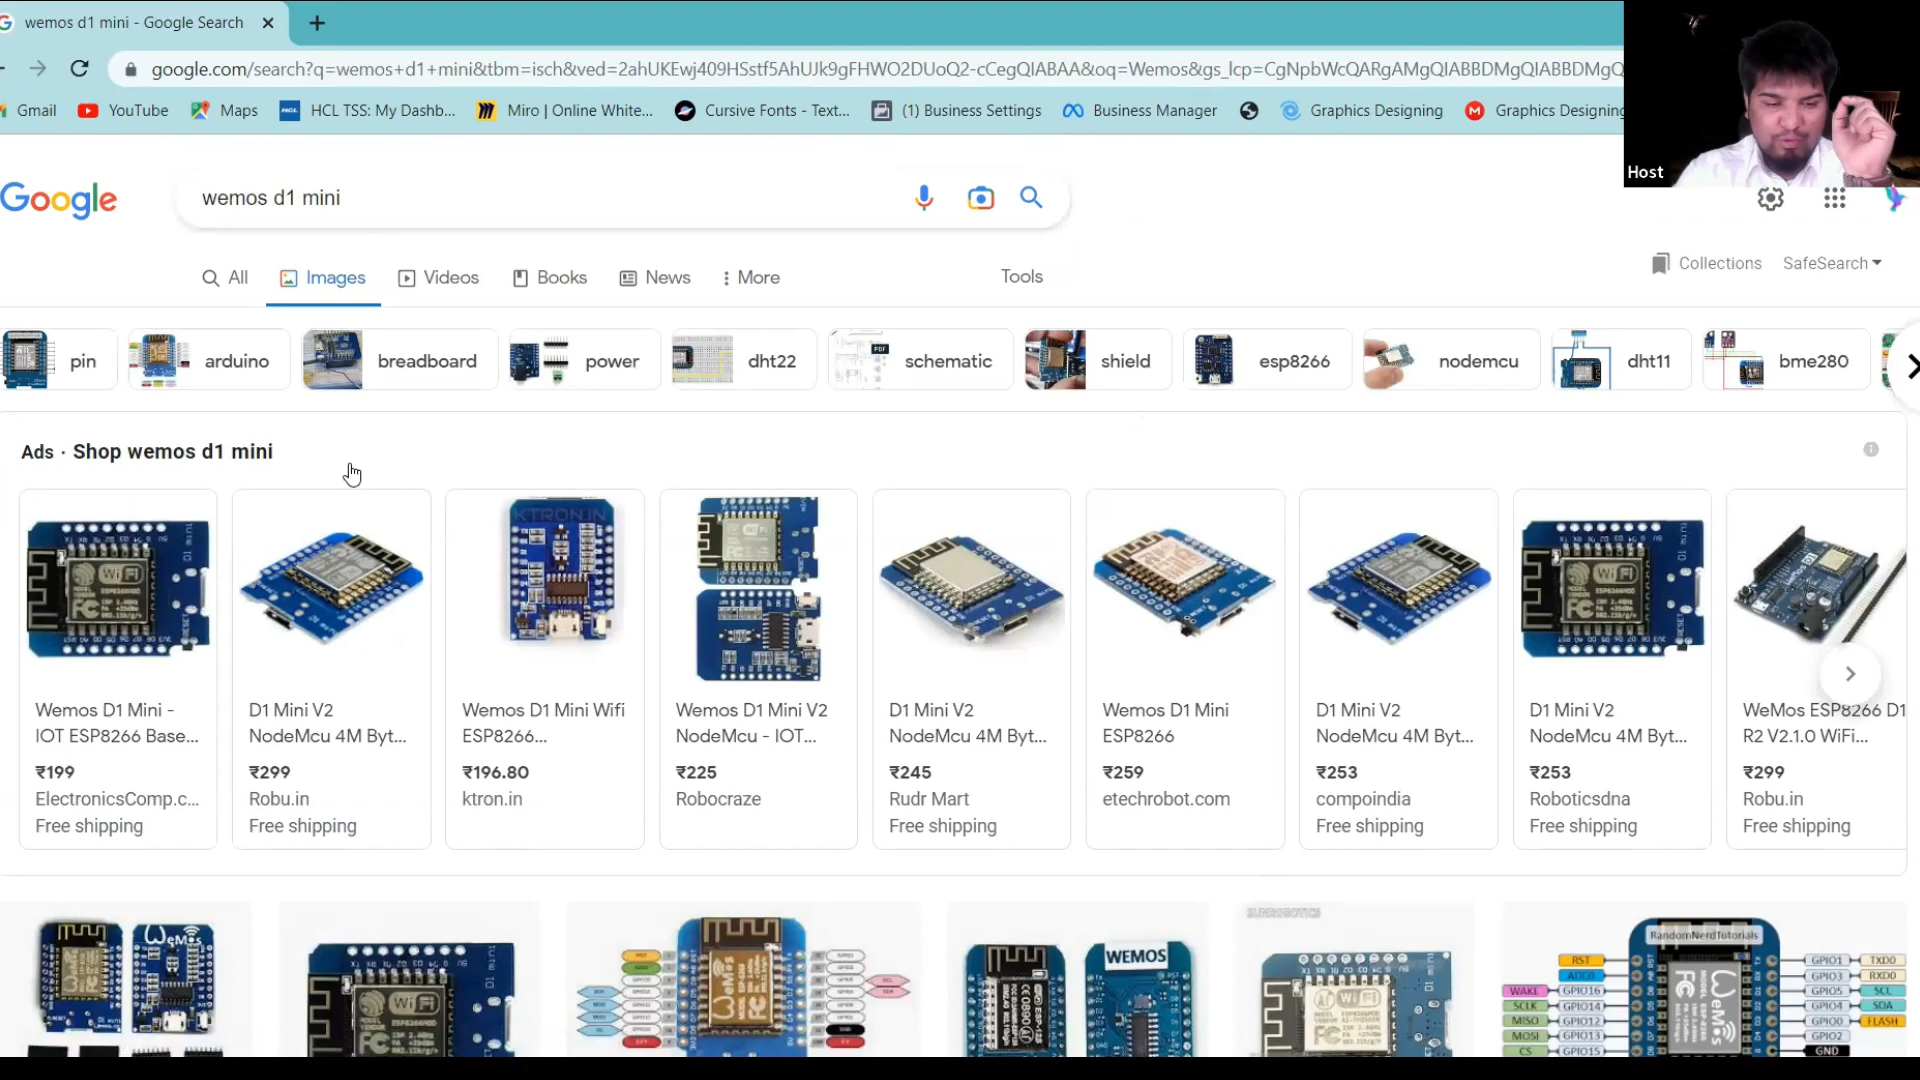 wemos d1 mini - Google Search
google.com/search?q=wemos+d1+mini&tbm=isch&ved=2ahUKEwj409HSstf5AhUJk9gFHWO2DUoQ2-cCegQIABAA&oq=Wemos&gs_lcp=CgNpbWcQARgAMgQIABBDMgQIABBDMgQ
Gmail
YouTube
Maps
HCL TSS: My Dashb...
Miro | Online White...
Cursive Fonts - Text...
(1) Business Settings
Business Manager
Graphics Designing
Graphics Designing
Host
Google
wemos d1 mini
All
Images
Videos
Books
News
More
Tools
Collections
SafeSearch
pin
arduino
breadboard
power
dht22
schematic
shield
esp8266
nodemcu
dht11
bme280
Ads · Shop wemos d1 mini
Wemos D1 Mini -
IOT ESP8266 Base...
₹199
ElectronicsComp.c...
Free shipping
D1 Mini V2
NodeMcu 4M Byt...
₹299
Robu.in
Free shipping
KTRON.IN
Wemos D1 Mini Wifi
ESP8266...
₹196.80
ktron.in
Wemos D1 Mini V2
NodeMcu - IOT...
₹225
Robocraze
D1 Mini V2
NodeMcu 4M Byt...
₹245
Rudr Mart
Free shipping
Wemos D1 Mini
ESP8266
₹259
etechrobot.com
D1 Mini V2
NodeMcu 4M Byt...
₹253
compoindia
Free shipping
D1 Mini V2
NodeMcu 4M Byt...
₹253
Roboticsdna
Free shipping
WeMos ESP8266 D1
R2 V2.1.0 WiFi...
₹299
Robu.in
Free shipping
WeMos
WiFi
WEMOS
SUNROBOTICS
WiFi
RandomNerdTutorials
RST
ADC0
WAKE GPIO16
SCLK GPIO14
MISO GPIO12
MOSI GPIO13
CS GPIO15
GPIO1 TXD0
GPIO3 RXD0
GPIO5 SCL
GPIO4 SDA
GPIO0 FLASH
GPIO2
GND